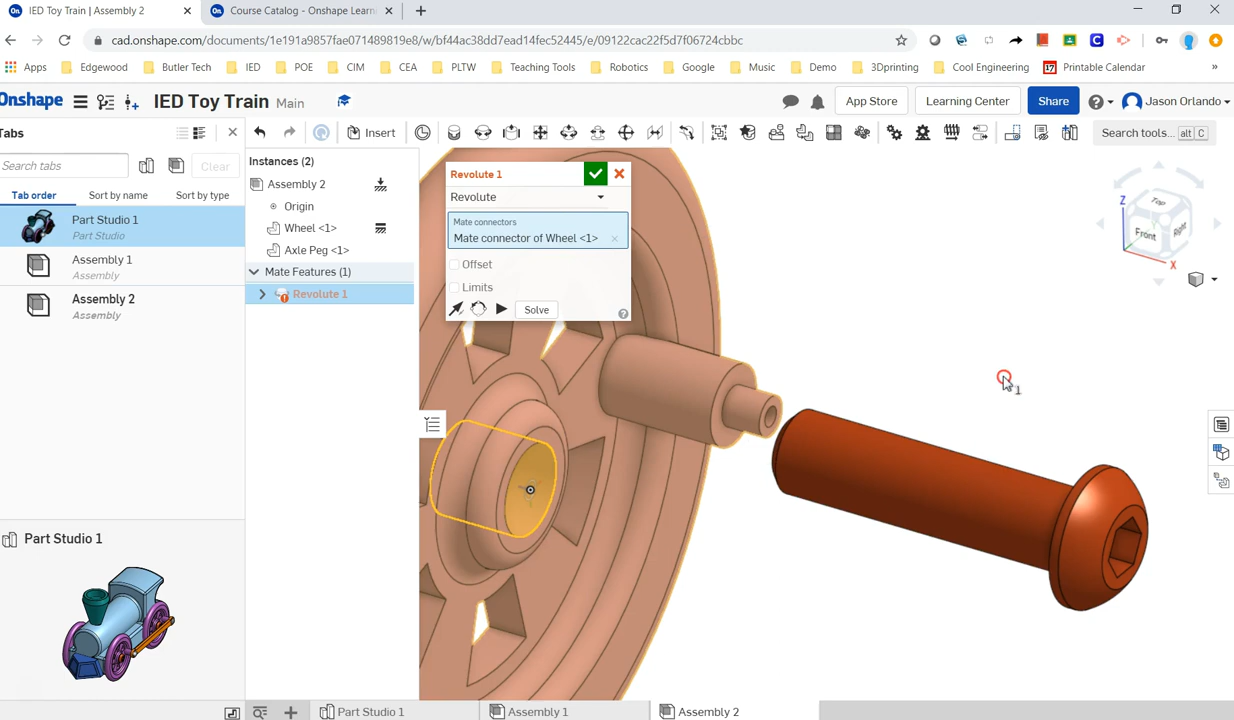 IED Toy Train | Assembly 2
Course Catalog - Onshape Learn
cad.onshape.com/documents/1e191a9857fae071489819e8/w/bf44ac38dd7ead14fec52445/e/09122cac22f5d7f06724cbbc
Apps Edgewood Butler Tech IED POE CIM CEA PLTW Teaching Tools Robotics Google Music Demo 3Dprinting Cool Engineering 17 Printable Calendar »
Onshape IED Toy Train Main App Store Learning Center Share Jason Orlando
Tabs
Insert
Search tools... alt C
Search tabs
Clear
Tab order Sort by name Sort by type
Part Studio 1
Part Studio
Assembly 1
Assembly
Assembly 2
Assembly
Part Studio 1
Instances (2)
Assembly 2
Origin
Wheel <1>
Axle Peg <1>
Mate Features (1)
Revolute 1
Revolute 1
Revolute
Mate connectors
Mate connector of Wheel <1>
Offset
Limits
Solve
Z Top
Front Right
X
1
Part Studio 1 Assembly 1 Assembly 2